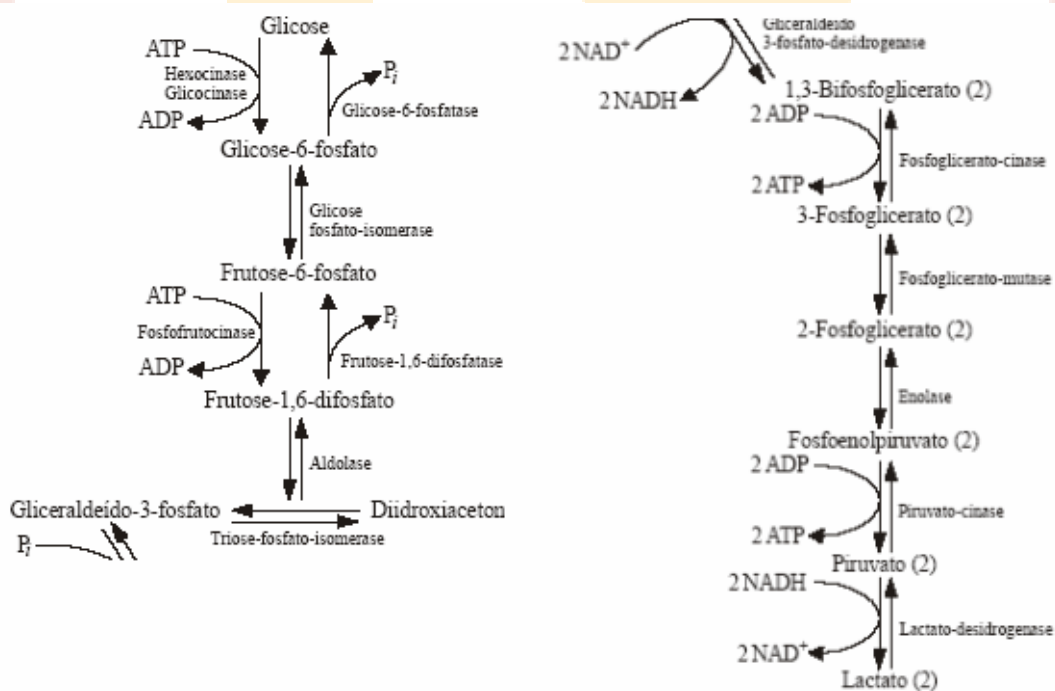 Glicose
ATP
Hexocinase
Glicocinase
ADP
Pi
Glicose-6-fosfatase
Glicose-6-fosfato
Glicose
fosfato-isomerase
Frutose-6-fosfato
ATP
Fosfofrutocinase
ADP
Pi
Frutose-1,6-difosfatase
Frutose-1,6-difosfato
Aldolase
Gliceraldeído-3-fosfato
Diidroxiaceton
Triose-fosfato-isomerase
Pi
Gliceraldeído
3-fosfato-desidrogenase
2 NAD+
2 NADH
1,3-Bifosfoglicerato (2)
2 ADP
Fosfoglicerato-cinase
2 ATP
3-Fosfoglicerato (2)
Fosfoglicerato-mutase
2-Fosfoglicerato (2)
Enolase
Fosfoenolpiruvato (2)
2 ADP
Piruvato-cinase
2 ATP
Piruvato (2)
2 NADH
Lactato-desidrogenase
2 NAD+
Lactato (2)